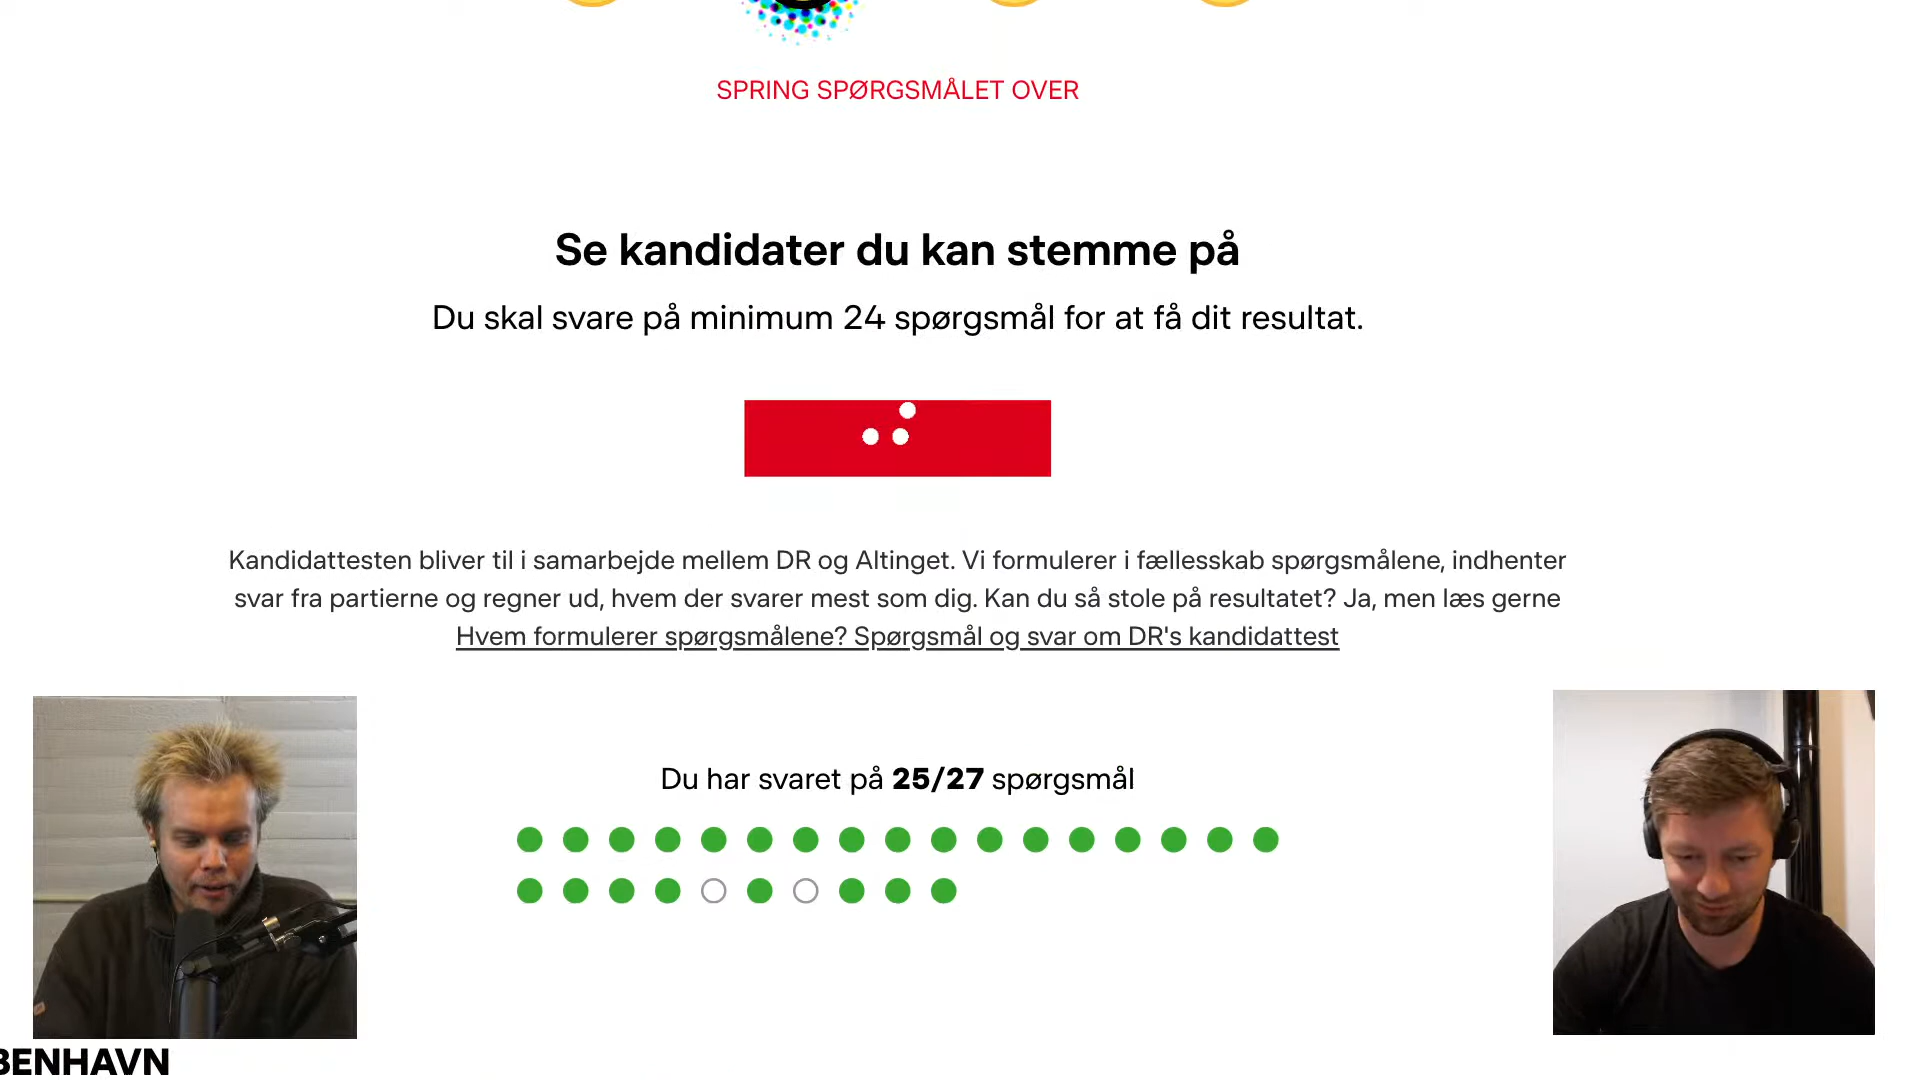 SPRING SPØRGSMÅLET OVER
Se kandidater du kan stemme på
Du skal svare på minimum 24 spørgsmål for at få dit resultat.
Kandidattesten bliver til i samarbejde mellem DR og Altinget. Vi formulerer i fællesskab spørgsmålene, indhenter
svar fra partierne og regner ud, hvem der svarer mest som dig. Kan du så stole på resultatet? Ja, men læs gerne
Hvem formulerer spørgsmålene? Spørgsmål og svar om DR's kandidattest
Du har svaret på 25/27 spørgsmål
BENHAVN